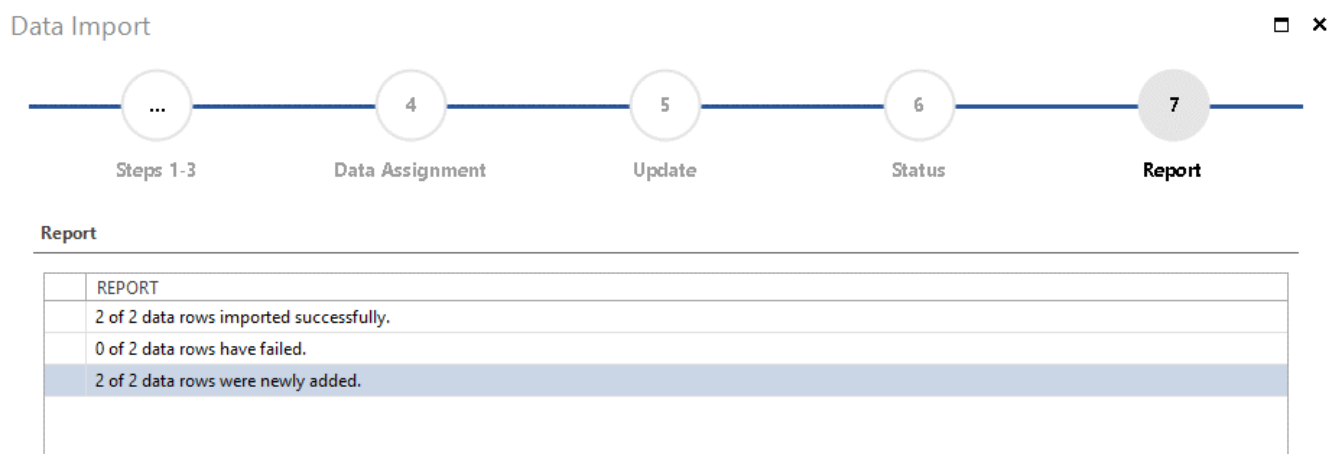 Data Import
... 4 5 6 7
Steps 1-3 Data Assignment Update Status Report
Report
REPORT
2 of 2 data rows imported successfully.
0 of 2 data rows have failed.
2 of 2 data rows were newly added.